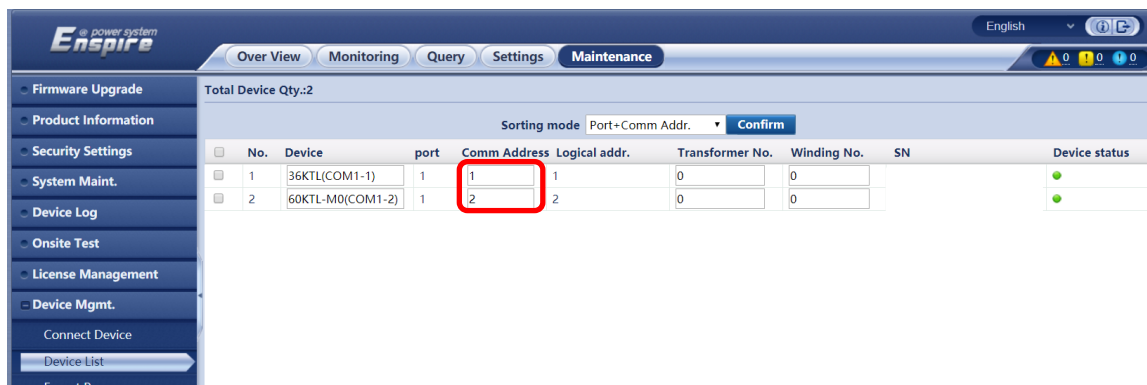 e power system
Enspire
English
Over View Monitoring Query Settings Maintenance
0 0 0
Firmware Upgrade
Product Information
Security Settings
System Maint.
Device Log
Onsite Test
License Management
Device Mgmt.
Connect Device
Device List
Total Device Qty.:2
Sorting mode Port+Comm Addr. Confirm
No. Device port Comm Address Logical addr. Transformer No. Winding No. SN Device status
1 36KTL(COM1-1) 1 1 1 0 0
2 60KTL-M0(COM1-2) 1 2 2 0 0